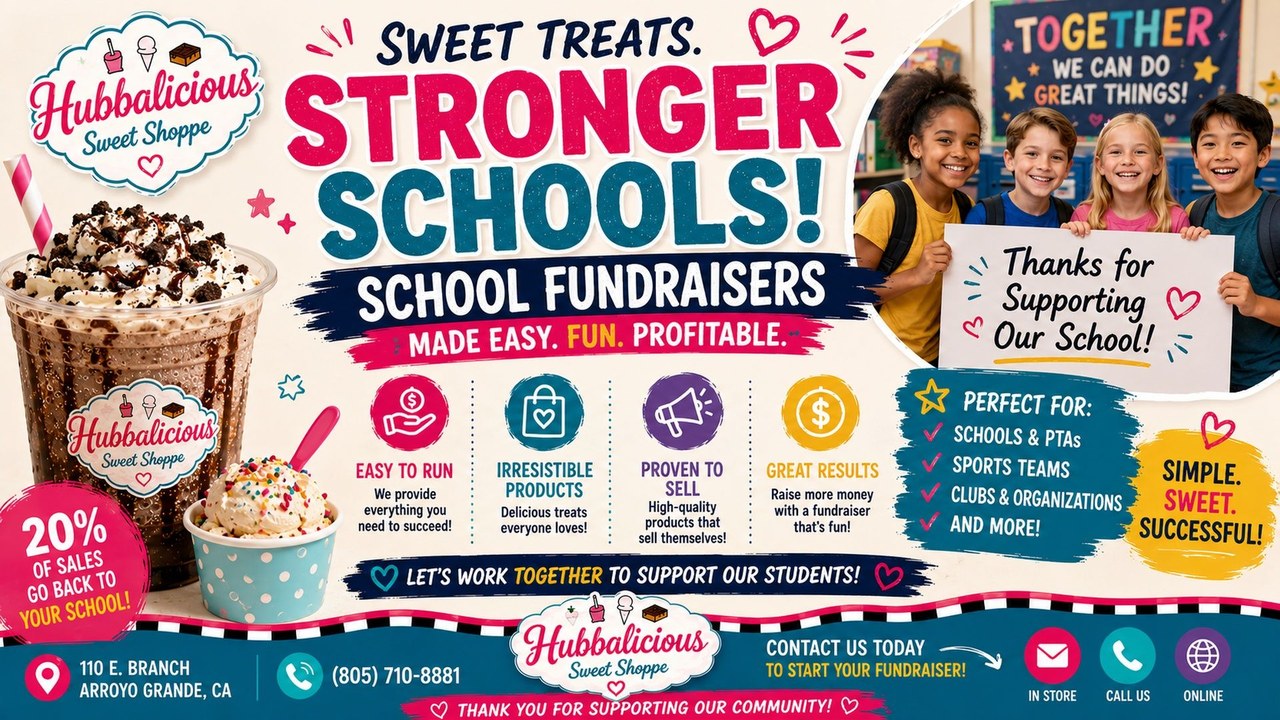 Hubbalicious
Sweet Shoppe
SWEET TREATS.
STRONGER
SCHOOLS!
SCHOOL FUNDRAISERS
MADE EASY. FUN. PROFITABLE.
TOGETHER
WE CAN DO
GREAT THINGS!
Thanks for
Supporting
Our School!
Hubbalicious
Sweet Shoppe
20%
OF SALES
GO BACK TO
YOUR SCHOOL!
EASY TO RUN
We provide
everything you
need to succeed!
IRRESISTIBLE
PRODUCTS
Delicious treats
everyone loves!
PROVEN TO
SELL
High-quality
products that
sell themselves!
GREAT RESULTS
Raise more money
with a fundraiser
that's fun!
PERFECT FOR:
SCHOOLS & PTAs
SPORTS TEAMS
CLUBS & ORGANIZATIONS
AND MORE!
SIMPLE.
SWEET.
SUCCESSFUL!
LET'S WORK TOGETHER TO SUPPORT OUR STUDENTS!
110 E. BRANCH
ARROYO GRANDE, CA
(805) 710-8881
Hubbalicious
Sweet Shoppe
CONTACT US TODAY
TO START YOUR FUNDRAISER!
IN STORE
CALL US
ONLINE
THANK YOU FOR SUPPORTING OUR COMMUNITY!